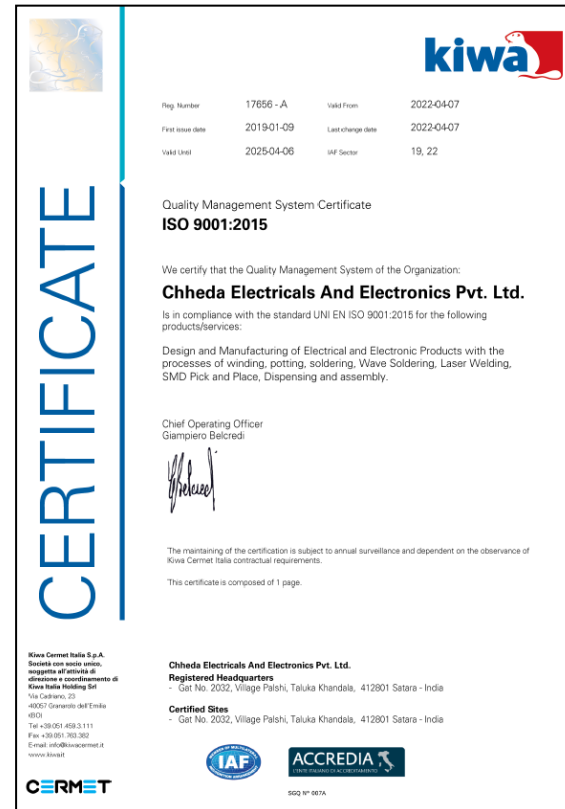 kiwa
Reg. Number 17656 - A Valid From 2022-04-07
First issue date 2019-01-09 Last change date 2022-04-07
Valid Until 2025-04-06 IAF Sector 19, 22
CERTIFICATE
Quality Management System Certificate
ISO 9001:2015
We certify that the Quality Management System of the Organization:
Chheda Electricals And Electronics Pvt. Ltd.
Is in compliance with the standard UNI EN ISO 9001:2015 for the following
products/services:
Design and Manufacturing of Electrical and Electronic Products with the
processes of winding, potting, soldering, Wave Soldering, Laser Welding,
SMD Pick and Place, Dispensing and assembly.
Chief Operating Officer
Giampiero Belcredi
The maintaining of the certification is subject to annual surveillance and dependent on the observance of
Kiwa Cermet Italia contractual requirements.
This certificate is composed of 1 page.
Kiwa Cermet Italia S.p.A.
Società con socio unico,
soggetta all'attività di
direzione e coordinamento di
Kiwa Italia Holding Srl
Via Cadriano, 23
40057 Granarolo dell'Emilia
(BO)
Tel +39.051.459.3.111
Fax +39.051.763.382
E-mail: info@kiwacermet.it
www.kiwa.it
CERMET
Chheda Electricals And Electronics Pvt. Ltd.
Registered Headquarters
- Gat No. 2032, Village Palshi, Taluka Khandala, 412801 Satara - India
Certified Sites
- Gat No. 2032, Village Palshi, Taluka Khandala, 412801 Satara - India
IAF
ACCREDIA
L'ENTE ITALIANO DI ACCREDITAMENTO
SGQ N° 007A